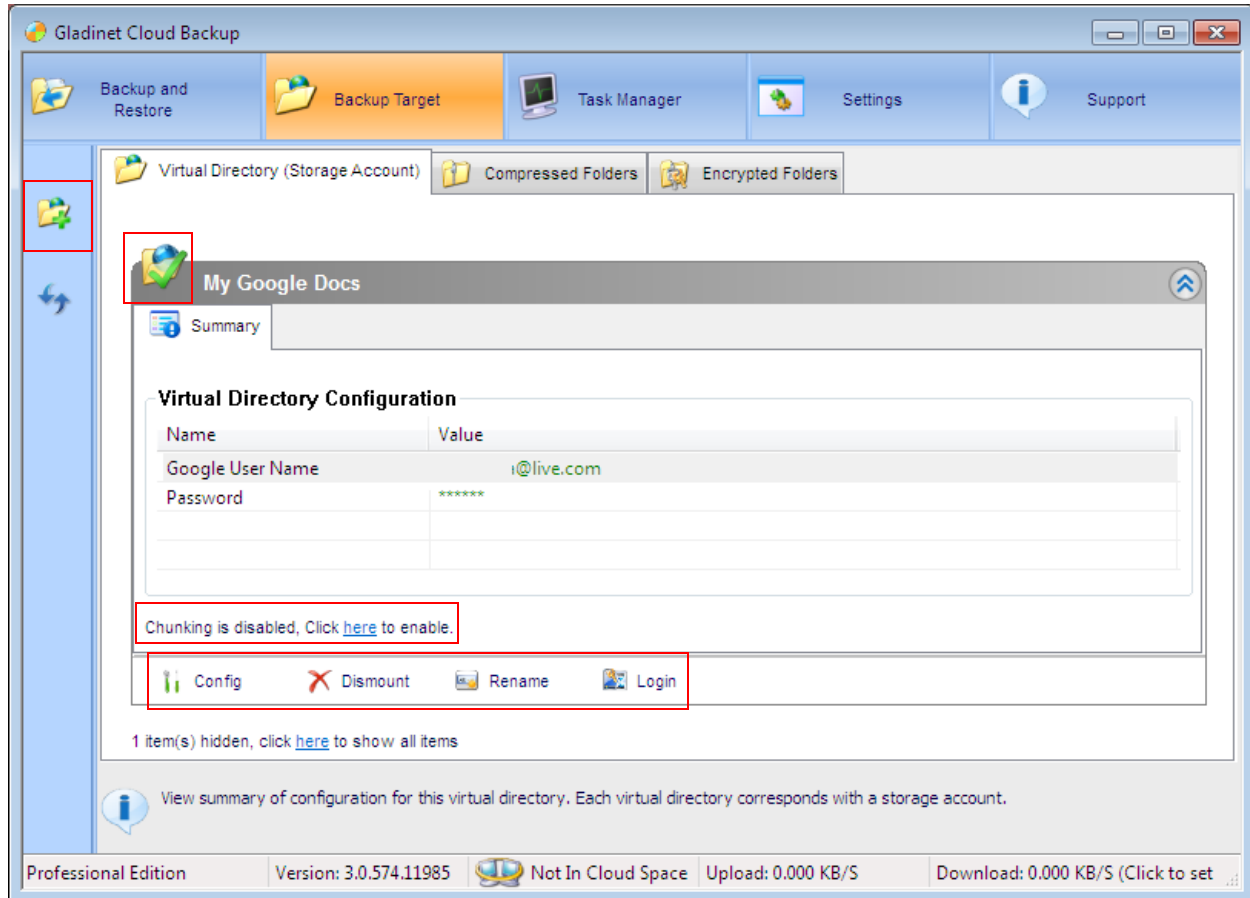 Gladinet Cloud Backup
Backup and
Restore
Backup Target
Task Manager
Settings
Support
Virtual Directory (Storage Account)
Compressed Folders
Encrypted Folders
My Google Docs
Summary
Virtual Directory Configuration
Name Value
Google User Name @live.com
Password ******
Chunking is disabled, Click here to enable.
Config Dismount Rename Login
1 item(s) hidden, click here to show all items
View summary of configuration for this virtual directory. Each virtual directory corresponds with a storage account.
Professional Edition Version: 3.0.574.11985 Not In Cloud Space Upload: 0.000 KB/S Download: 0.000 KB/S (Click to set